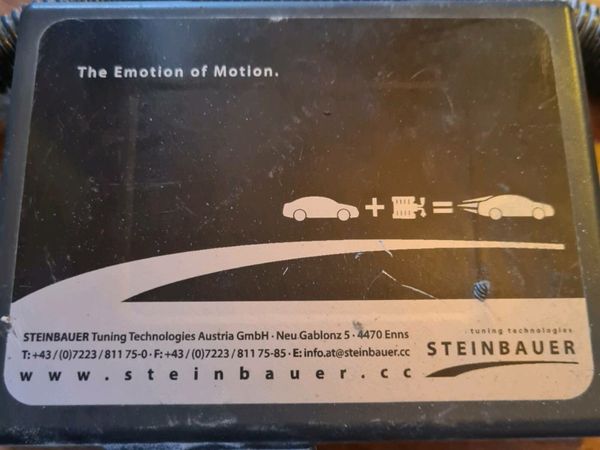 The Emotion of Motion.
+ =
STEINBAUER Tuning Technologies Austria GmbH · Neu Gablonz 5 · 4470 Enns
T: +43 / (0)7223 / 811 75-0 · F: +43 / (0)7223 / 811 75-85 · E: info.at@steinbauer.cc
www.steinbauer.cc
tuning technologies
STEINBAUER